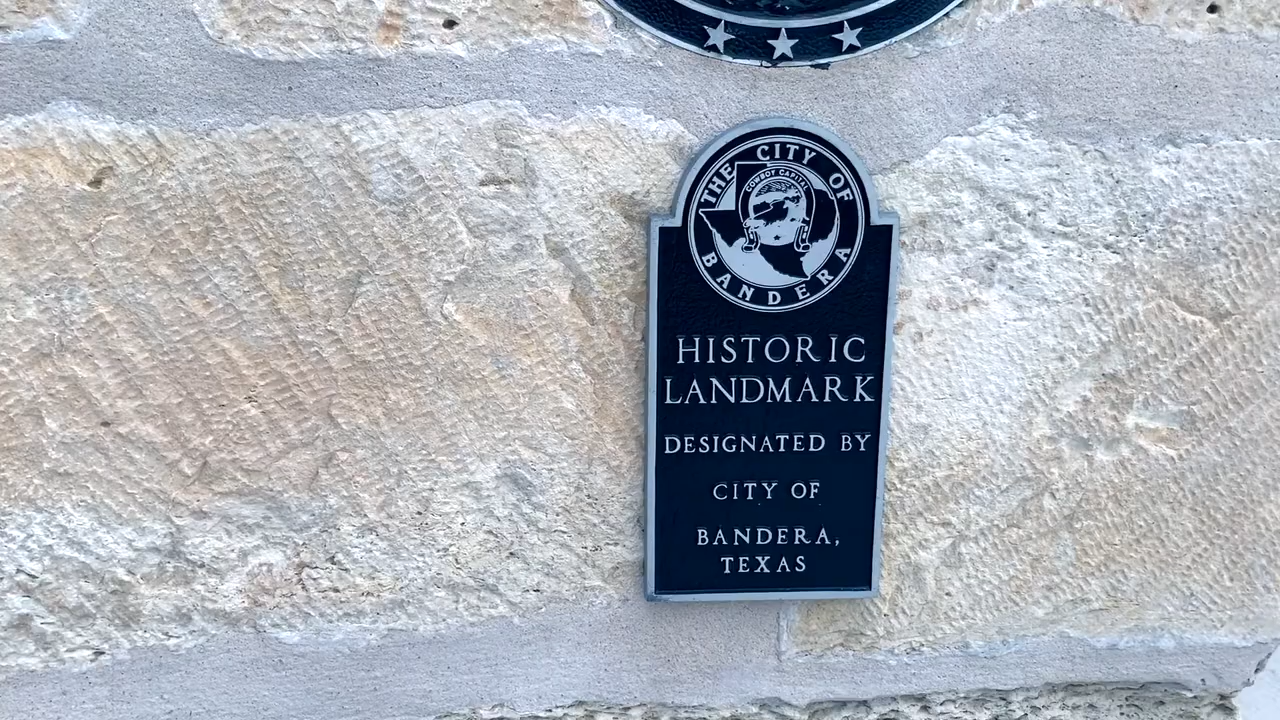 THE CITY OF
COWBOY CAPITAL
BANDERA
HISTORIC
LANDMARK
DESIGNATED BY
CITY OF
BANDERA,
TEXAS